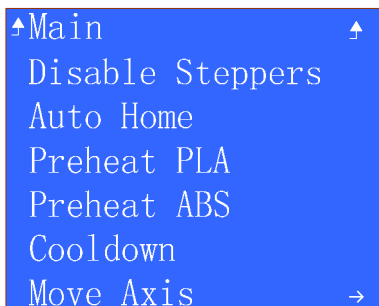 Main
Disable Steppers
Auto Home
Preheat PLA
Preheat ABS
Cooldown
Move Axis →